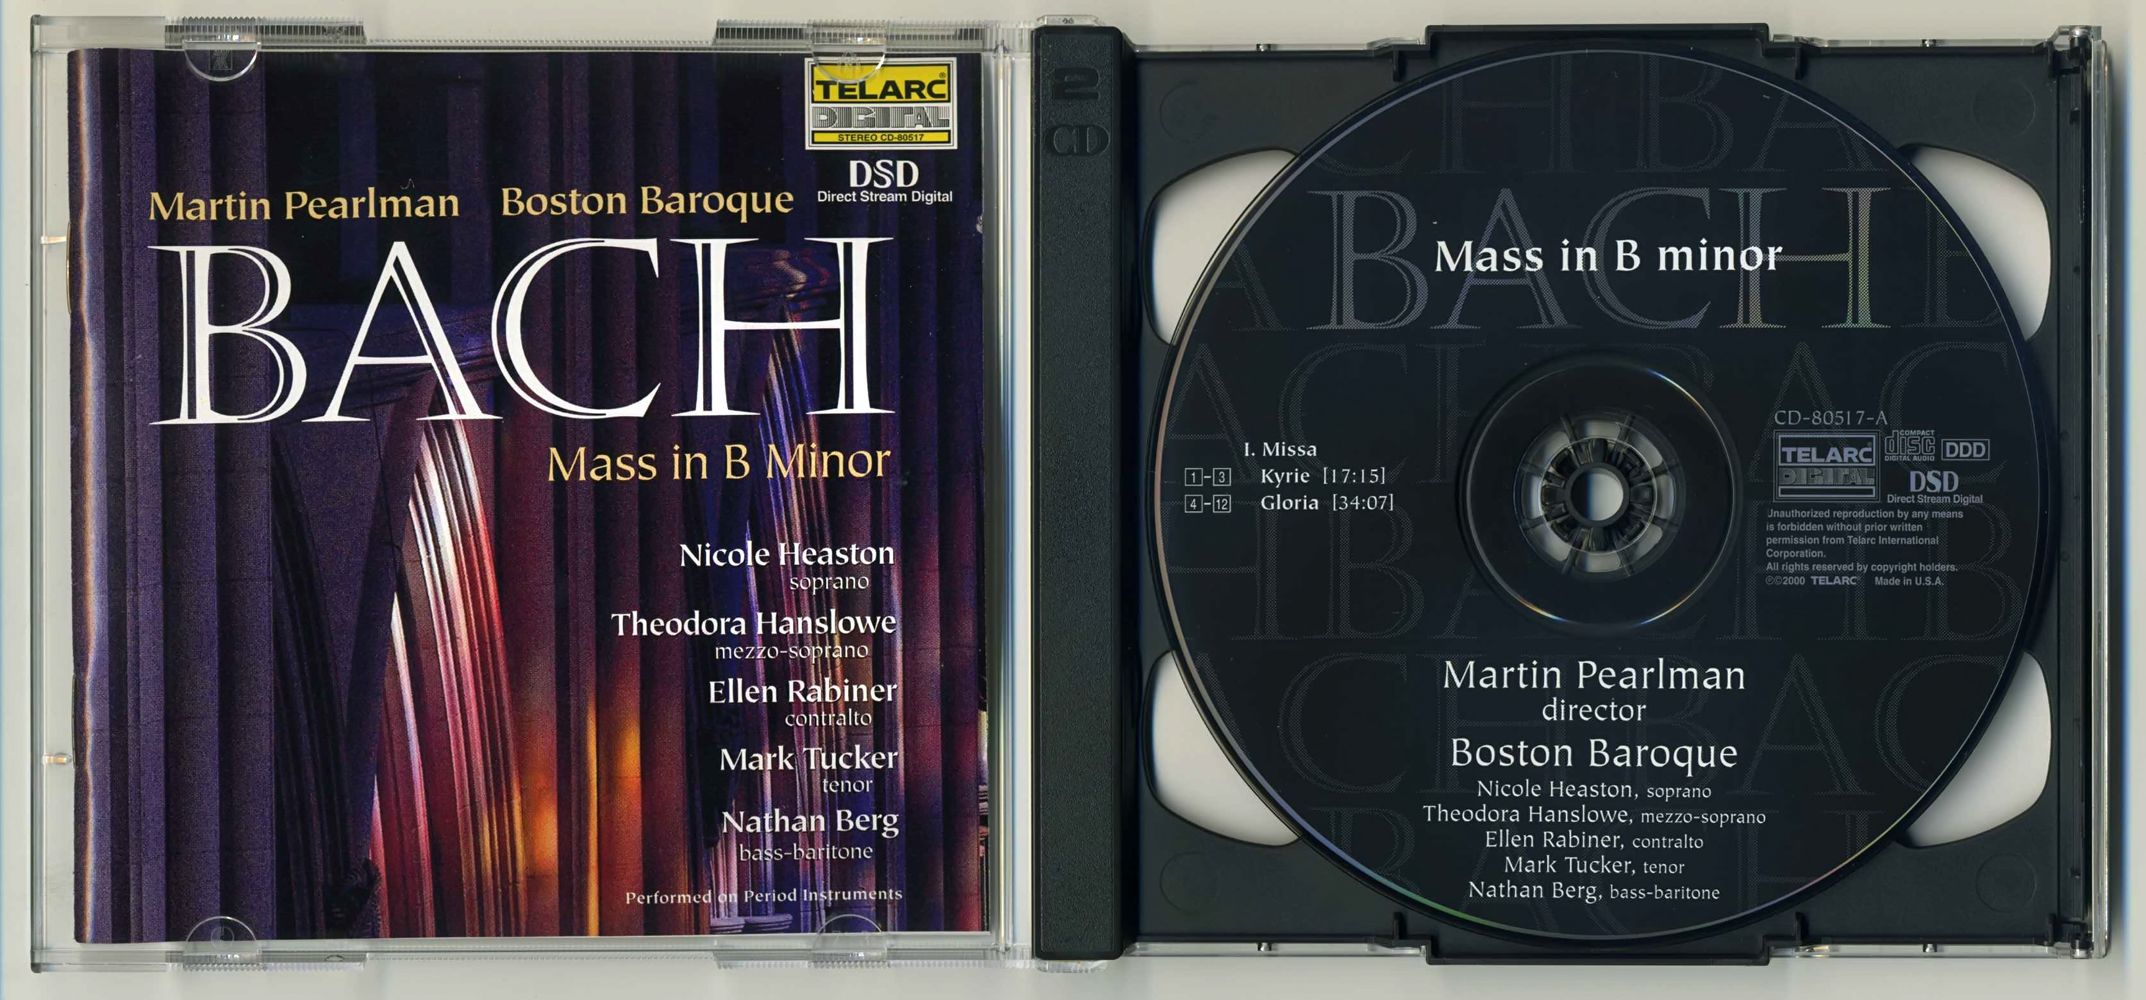 TELARC
DIGITAL
STEREO CD-80517
DSD
Direct Stream Digital
Martin Pearlman Boston Baroque
BACH
Mass in B Minor
Nicole Heaston
soprano
Theodora Hanslowe
mezzo-soprano
Ellen Rabiner
contralto
Mark Tucker
tenor
Nathan Berg
bass-baritone
Performed on Period Instruments
2
CD
BACH
Mass in B minor
I. Missa
1-3 Kyrie [17:15]
4-12 Gloria [34:07]
CD-80517-A
TELARC
DIGITAL
COMPACT
disc
DIGITAL AUDIO
DDD
DSD
Direct Stream Digital
Unauthorized reproduction by any means
is forbidden without prior written
permission from Telarc International
Corporation.
All rights reserved by copyright holders.
℗©2000 TELARC® Made in U.S.A.
Martin Pearlman
director
Boston Baroque
Nicole Heaston, soprano
Theodora Hanslowe, mezzo-soprano
Ellen Rabiner, contralto
Mark Tucker, tenor
Nathan Berg, bass-baritone